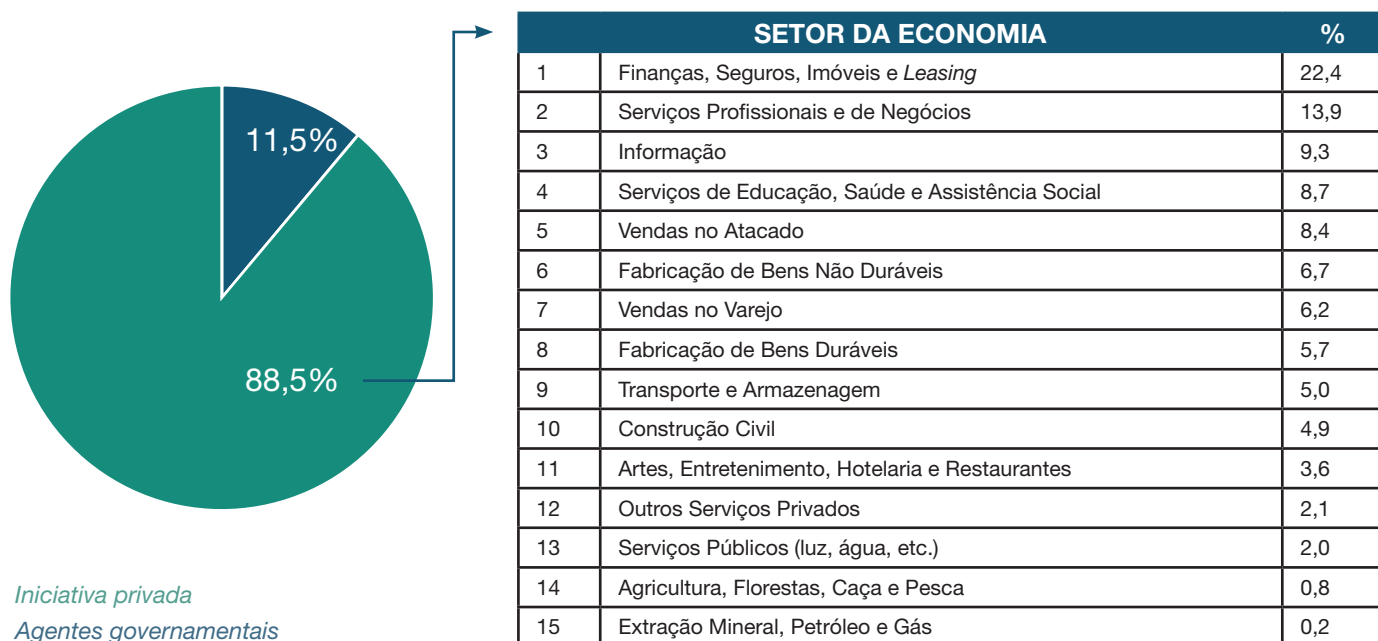 11,5%
88,5%
Iniciativa privada
Agentes governamentais
SETOR DA ECONOMIA %
1 Finanças, Seguros, Imóveis e Leasing 22,4
2 Serviços Profissionais e de Negócios 13,9
3 Informação 9,3
4 Serviços de Educação, Saúde e Assistência Social 8,7
5 Vendas no Atacado 8,4
6 Fabricação de Bens Não Duráveis 6,7
7 Vendas no Varejo 6,2
8 Fabricação de Bens Duráveis 5,7
9 Transporte e Armazenagem 5,0
10 Construção Civil 4,9
11 Artes, Entretenimento, Hotelaria e Restaurantes 3,6
12 Outros Serviços Privados 2,1
13 Serviços Públicos (luz, água, etc.) 2,0
14 Agricultura, Florestas, Caça e Pesca 0,8
15 Extração Mineral, Petróleo e Gás 0,2